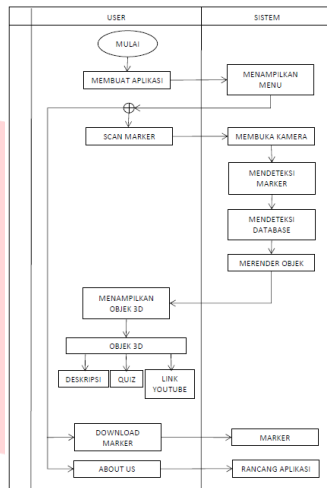 USER
SISTEM
MULAI
MEMBUAT APLIKASI
MENAMPILKAN
MENU
SCAN MARKER
MEMBUKA KAMERA
MENDETEKSI
MARKER
MENDETEKSI
DATABASE
MERENDER OBJEK
MENAMPILKAN
OBJEK 3D
OBJEK 3D
DESKRIPSI
QUIZ
LINK
YOUTUBE
DOWNLOAD
MARKER
MARKER
ABOUT US
RANCANG APLIKASI